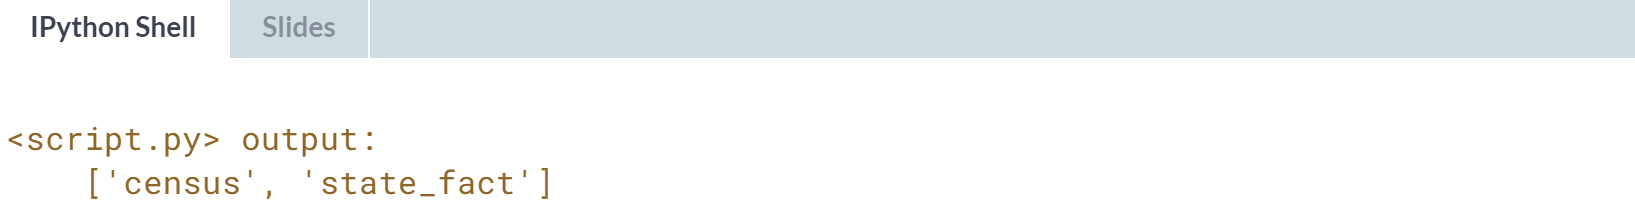 IPython Shell Slides
<script.py> output:
['census', 'state_fact']